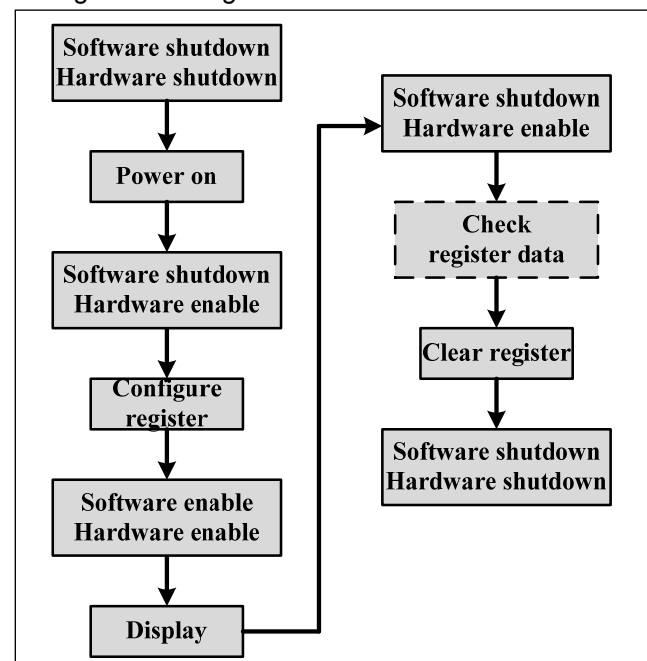 Software shutdown
Hardware shutdown
Power on
Software shutdown
Hardware enable
Configure
register
Software enable
Hardware enable
Display
Software shutdown
Hardware enable
Check
register data
Clear register
Software shutdown
Hardware shutdown